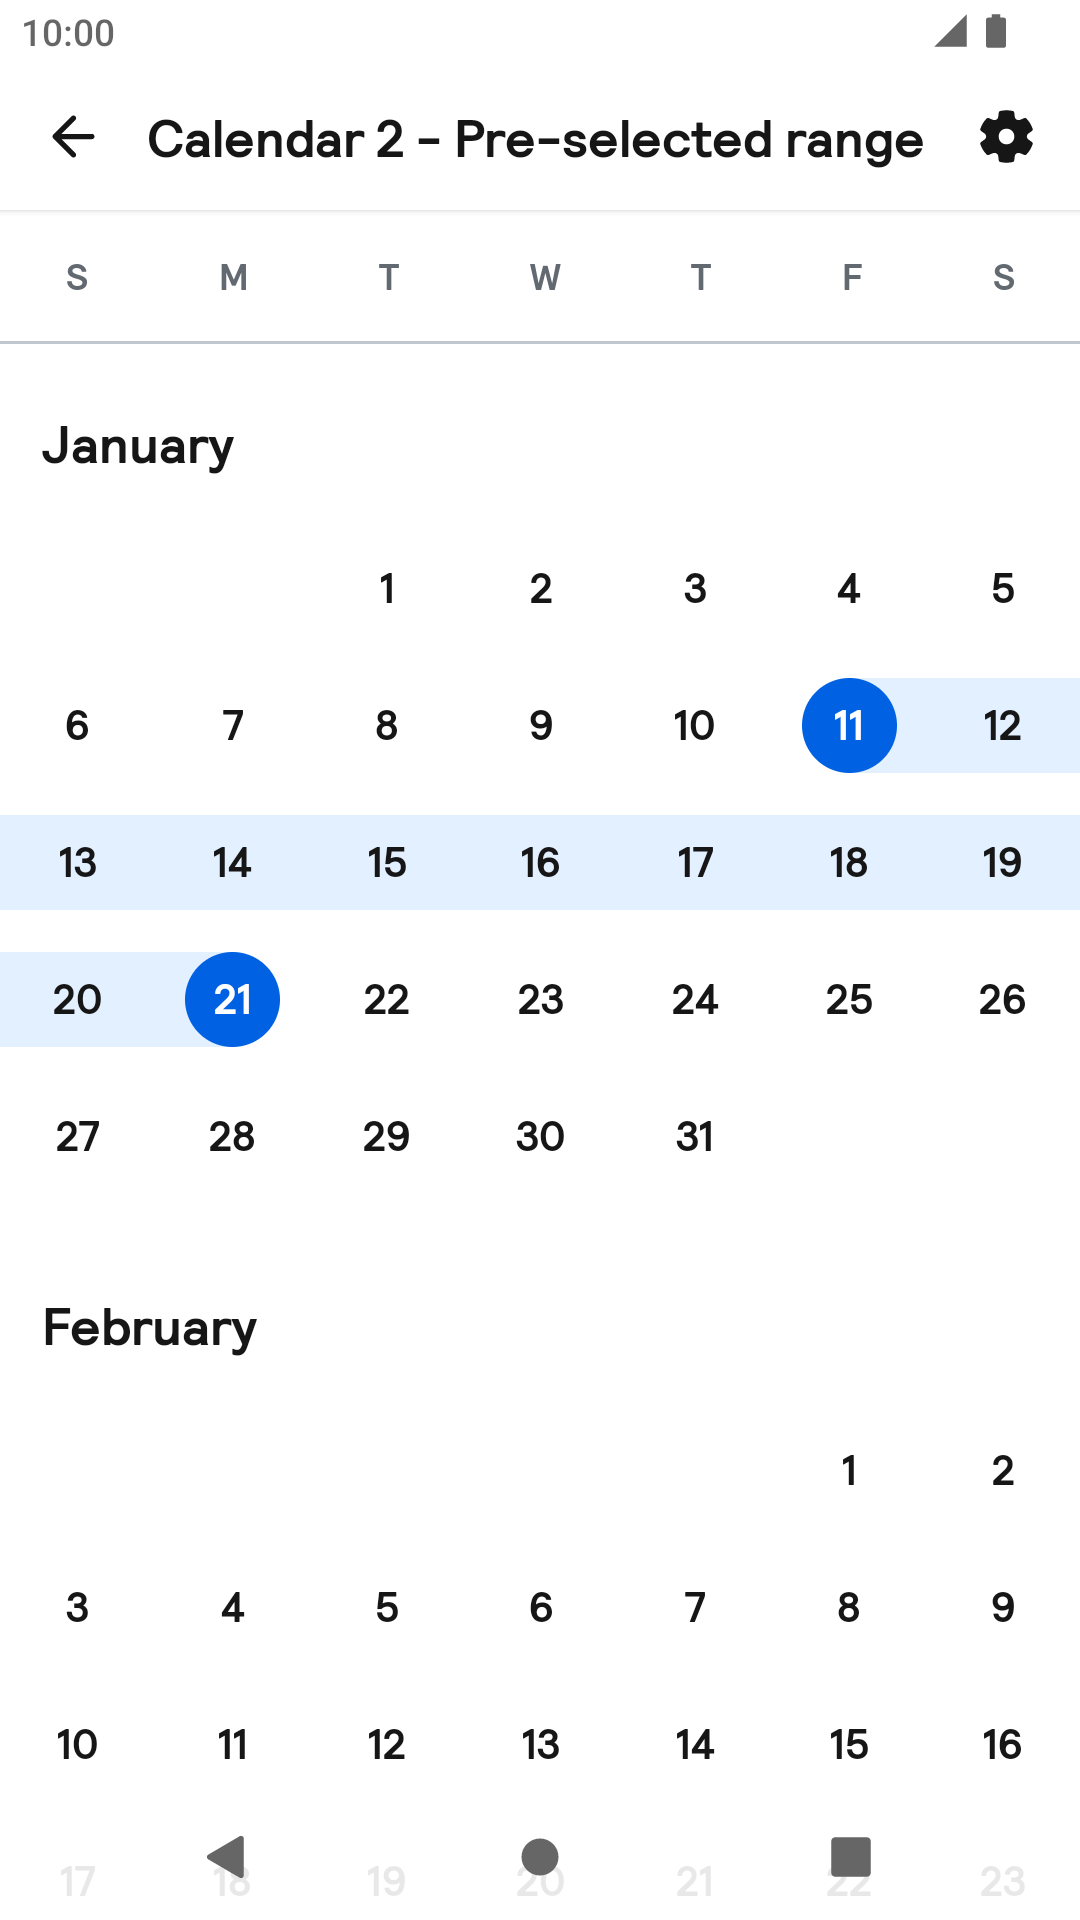 10:00
Calendar 2 - Pre-selected range
S M T W T F S
January
1 2 3 4 5
6 7 8 9 10 11 12
13 14 15 16 17 18 19
20 21 22 23 24 25 26
27 28 29 30 31
February
1 2
3 4 5 6 7 8 9
10 11 12 13 14 15 16
17 18 19 20 21 22 23